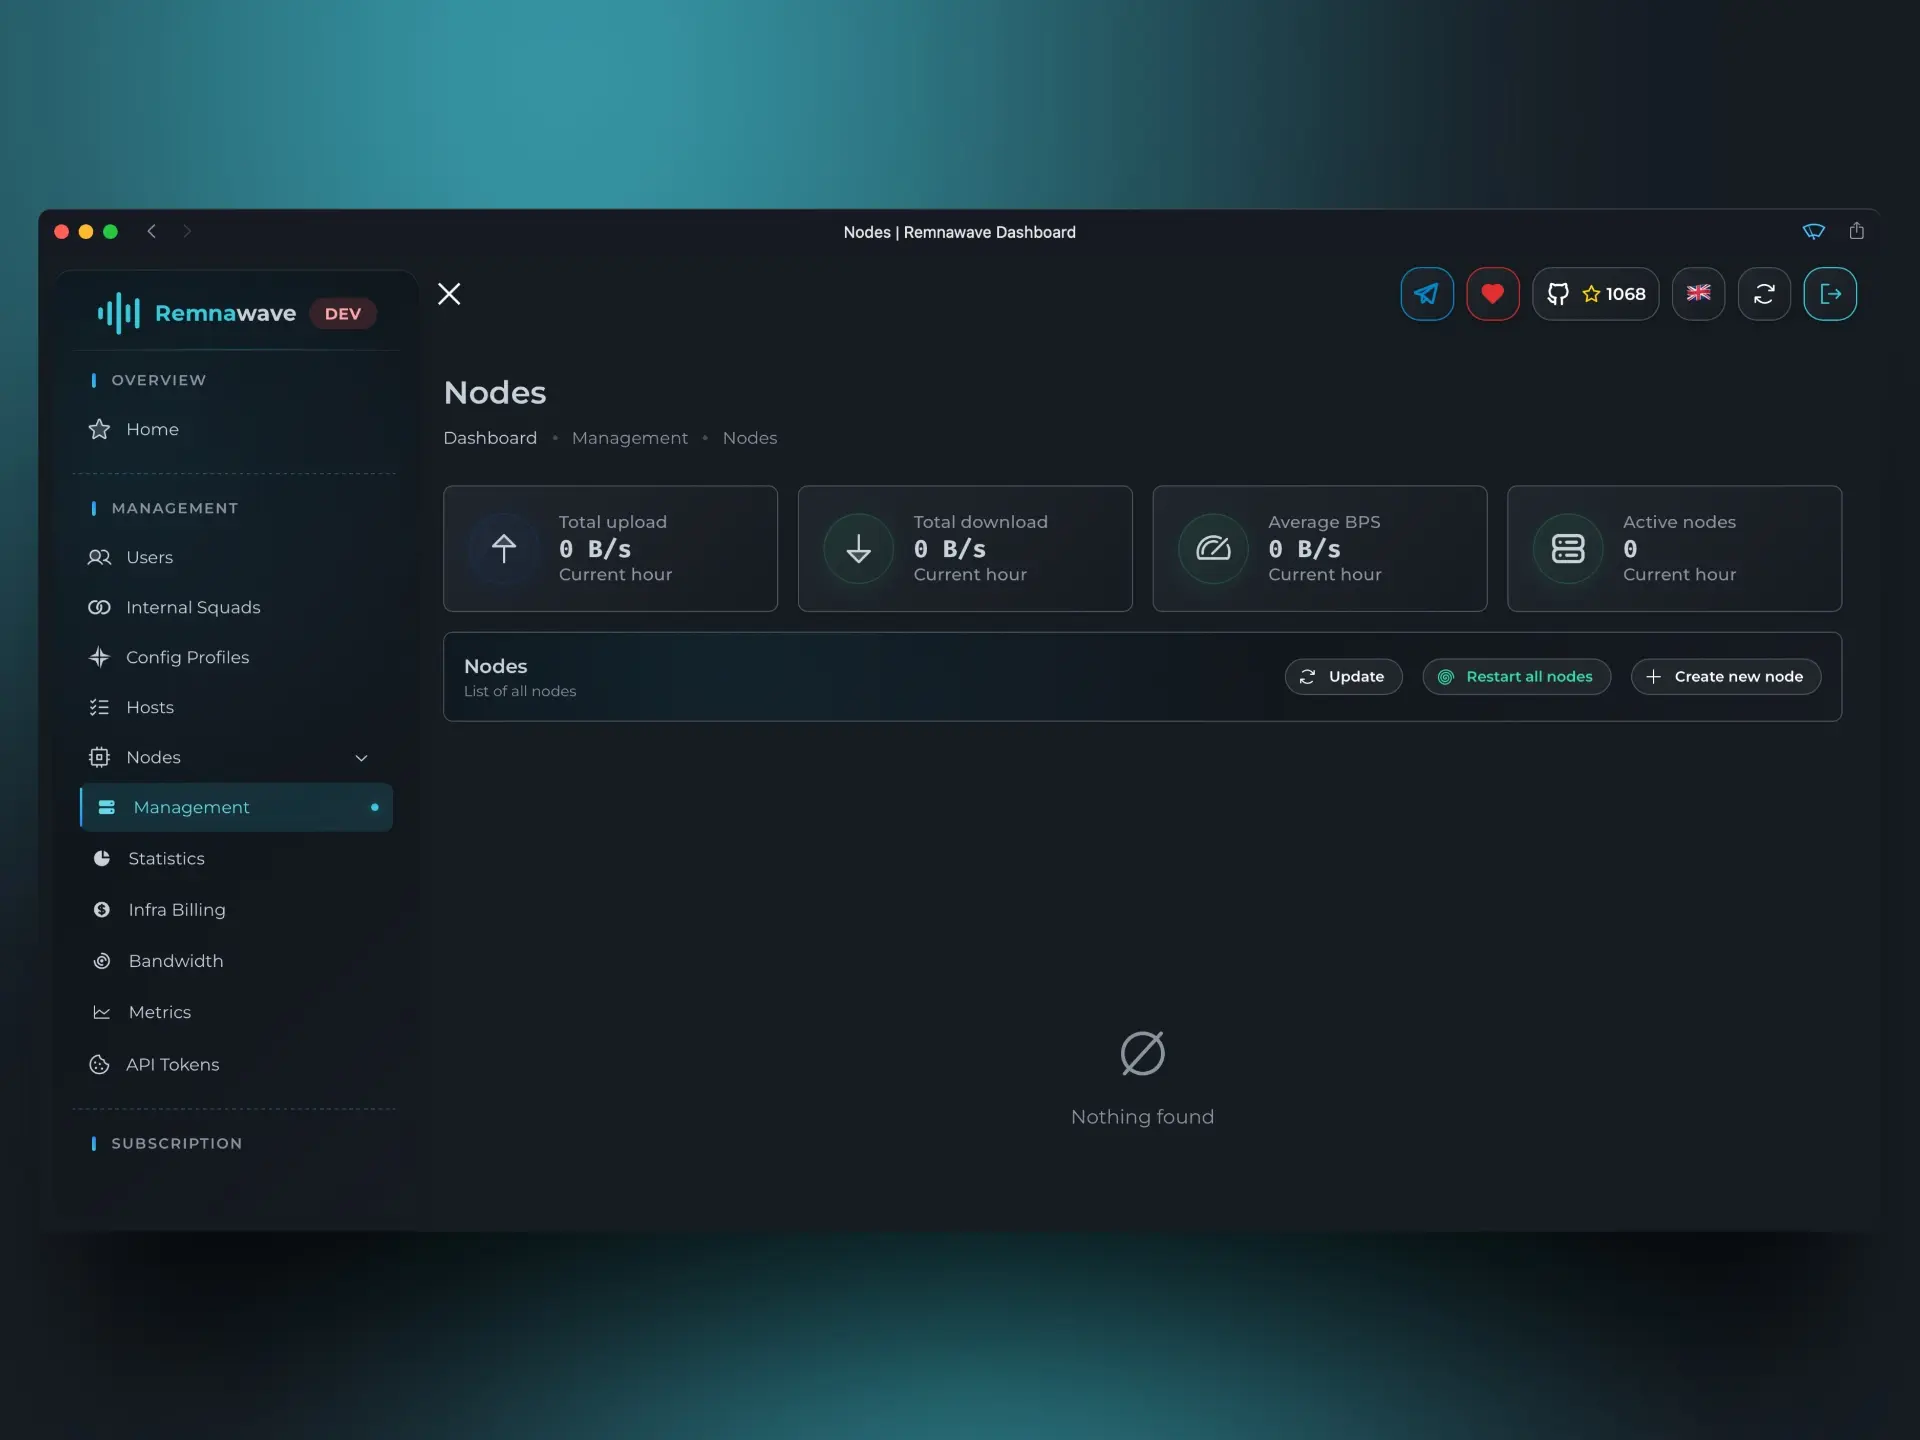 Nodes | Remnawave Dashboard
Remnawave DEV
1068
OVERVIEW
Home
MANAGEMENT
Users
Internal Squads
Config Profiles
Hosts
Nodes
Management
Statistics
Infra Billing
Bandwidth
Metrics
API Tokens
SUBSCRIPTION
Nodes
Dashboard • Management • Nodes
Total upload
0 B/s
Current hour
Total download
0 B/s
Current hour
Average BPS
0 B/s
Current hour
Active nodes
0
Current hour
Nodes
List of all nodes
Update
Restart all nodes
Create new node
Nothing found